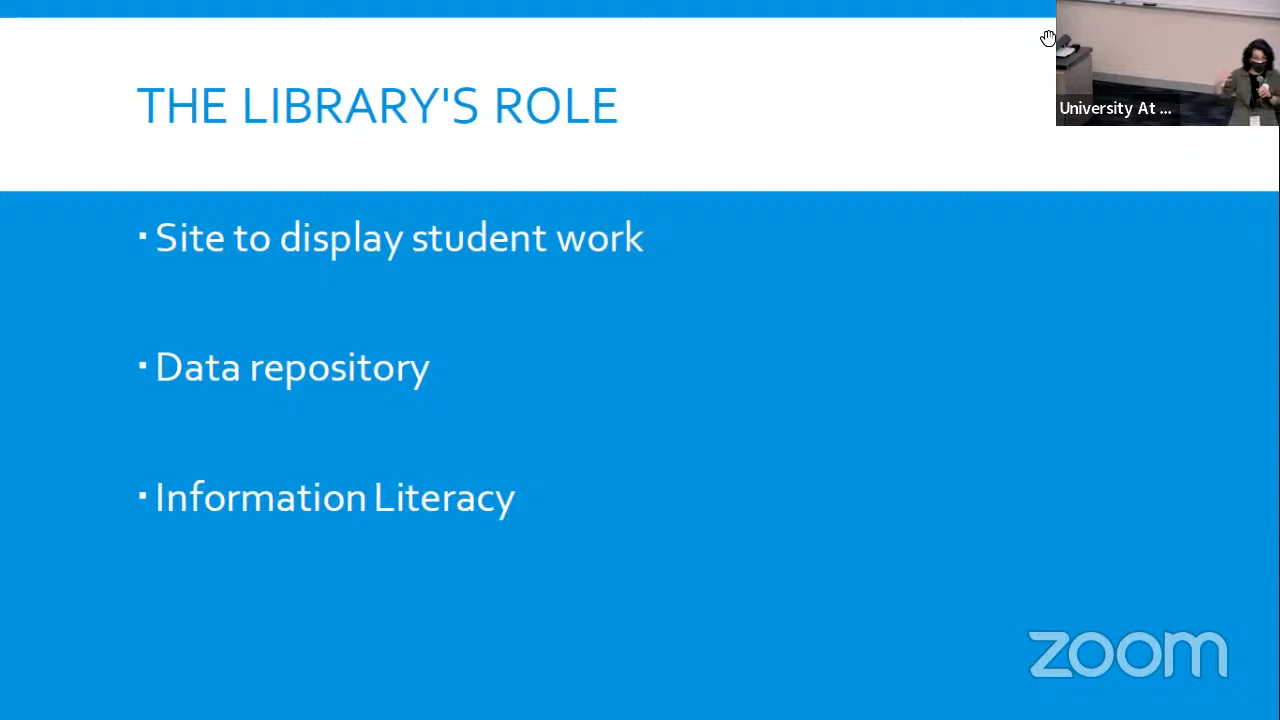 THE LIBRARY'S ROLE
University At ...
▪ Site to display student work
▪ Data repository
▪ Information Literacy
zoom